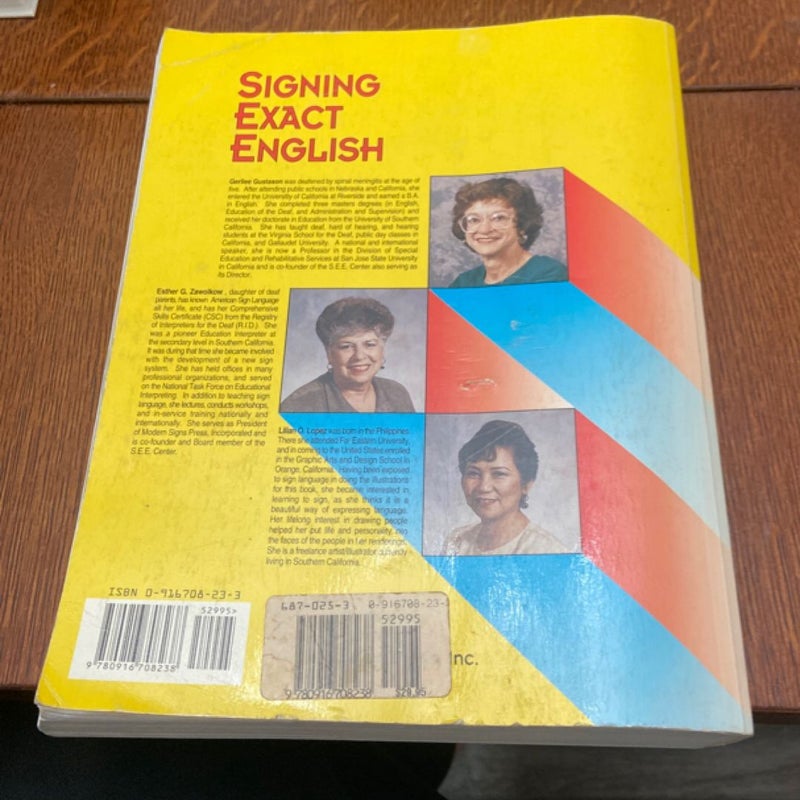 SIGNING
EXACT
ENGLISH
Gerilee Gustason was deafened by spinal meningitis at the age of
five. After attending public schools in Nebraska and California, she
entered the University of California at Riverside and earned a B.A.
in English. She completed three masters degrees (in English,
Education of the Deaf, and Administration and Supervision) and
received her doctorate in Education from the University of Southern
California. She has taught deaf, hard of hearing, and hearing
students at the Virginia School for the Deaf, public day classes in
California, and Gallaudet University. A national and international
speaker, she is now a Professor in the Division of Special
Education and Rehabilitative Services at San Jose State University
in California and is co-founder of the S.E.E. Center also serving as
its Director.
Esther G. Zawolkow, daughter of deaf
parents, has known American Sign Language
all her life, and has her Comprehensive
Skills Certificate (CSC) from the Registry
of Interpreters for the Deaf (R.I.D.). She
was a pioneer Education Interpreter at
the secondary level in Southern California.
It was during that time she became involved
with the development of a new sign
system. She has held offices in many
professional organizations, and served
on the National Task Force on Educational
Interpreting. In addition to teaching sign
language, she lectures, conducts workshops,
and in-service training nationally and
internationally. She serves as President
of Modern Signs Press, Incorporated and
is co-founder and Board member of the
S.E.E. Center.
Lilian O. Lopez was born in the Philippines.
There she attended Far Eastern University,
and in coming to the United States enrolled
in the Graphic Arts and Design School in
Orange, California. Having been exposed
to sign language in doing the illustrations
for this book, she became interested in
learning to sign, as she thinks it is a
beautiful way of expressing language.
Her lifelong interest in drawing people
helped her put life and personality into
the faces of the people in her renderings.
She is a freelance artist/illustrator currently
living in Southern California.
ISBN 0-916708-23-3
52995>
9 780916 708238
687-025-3 0-916708-23-
52995
9 780916 708238
$29.95
Inc.